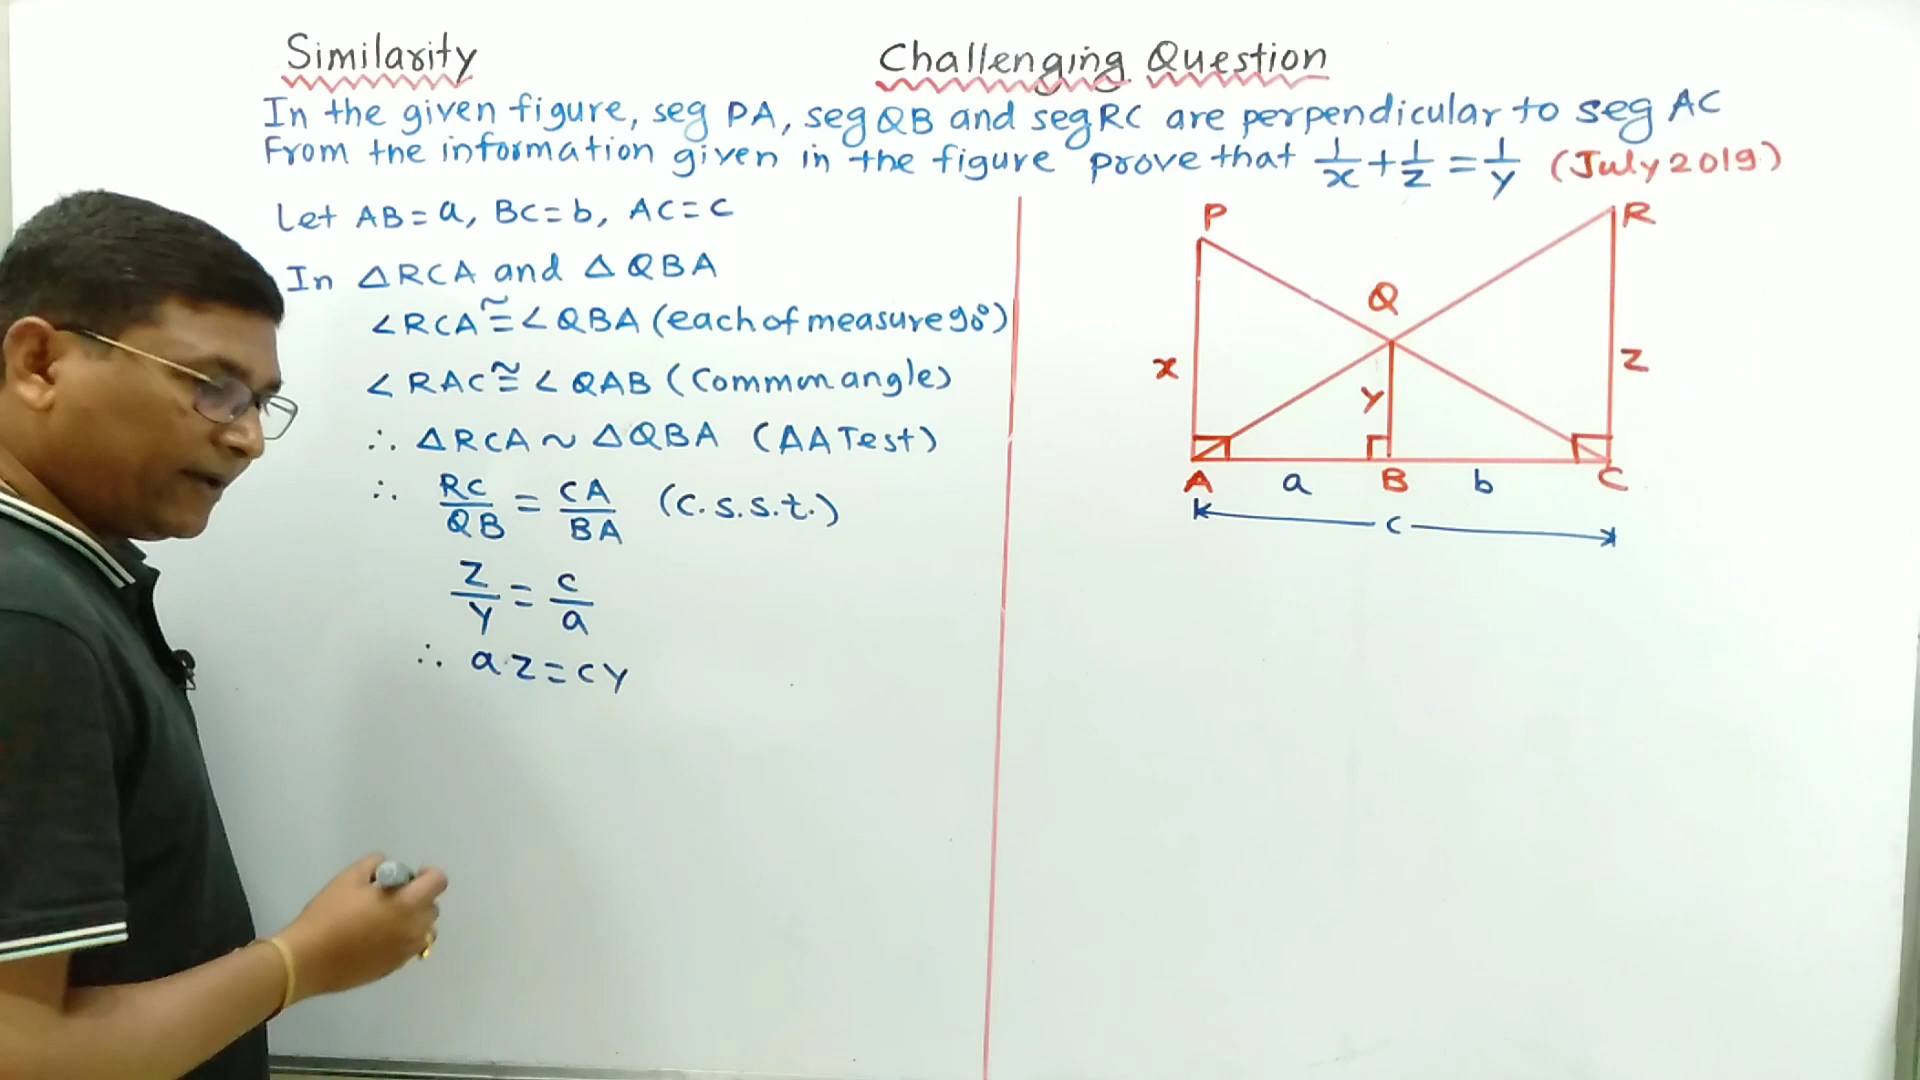 Similarity
Challenging Question
In the given figure, seg PA, seg QB and seg RC are perpendicular to seg AC
From the information given in the figure prove that 1/x + 1/z = 1/y (July 2019)
Let AB = a, BC = b, AC = c
In △RCA and △QBA
∠RCA ≅ ∠QBA (each of measure 90°)
∠RAC ≅ ∠QAB (Common angle)
∴ △RCA ~ △QBA (AA Test)
∴ RC/QB = CA/BA (c.s.s.t.)
z/y = c/a
∴ az = cy
P
R
Q
x
y
z
A
a
B
b
C
c